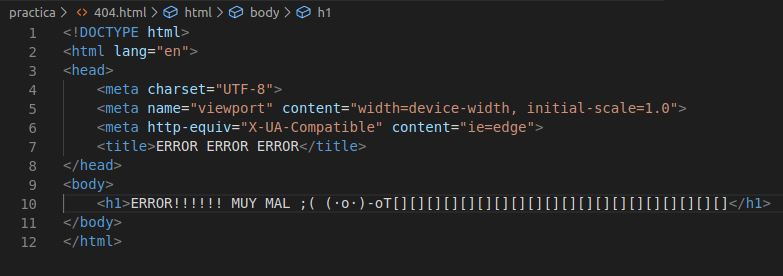 practica > <> 404.html > html > body > h1
1 <!DOCTYPE html>
2 <html lang="en">
3 <head>
4     <meta charset="UTF-8">
5     <meta name="viewport" content="width=device-width, initial-scale=1.0">
6     <meta http-equiv="X-UA-Compatible" content="ie=edge">
7     <title>ERROR ERROR ERROR</title>
8 </head>
9 <body>
10     <h1>ERROR!!!!!! MUY MAL ;( (·o·)-oT[][][][][][][][][][][][][][][][][][][][]</h1>
11 </body>
12 </html>